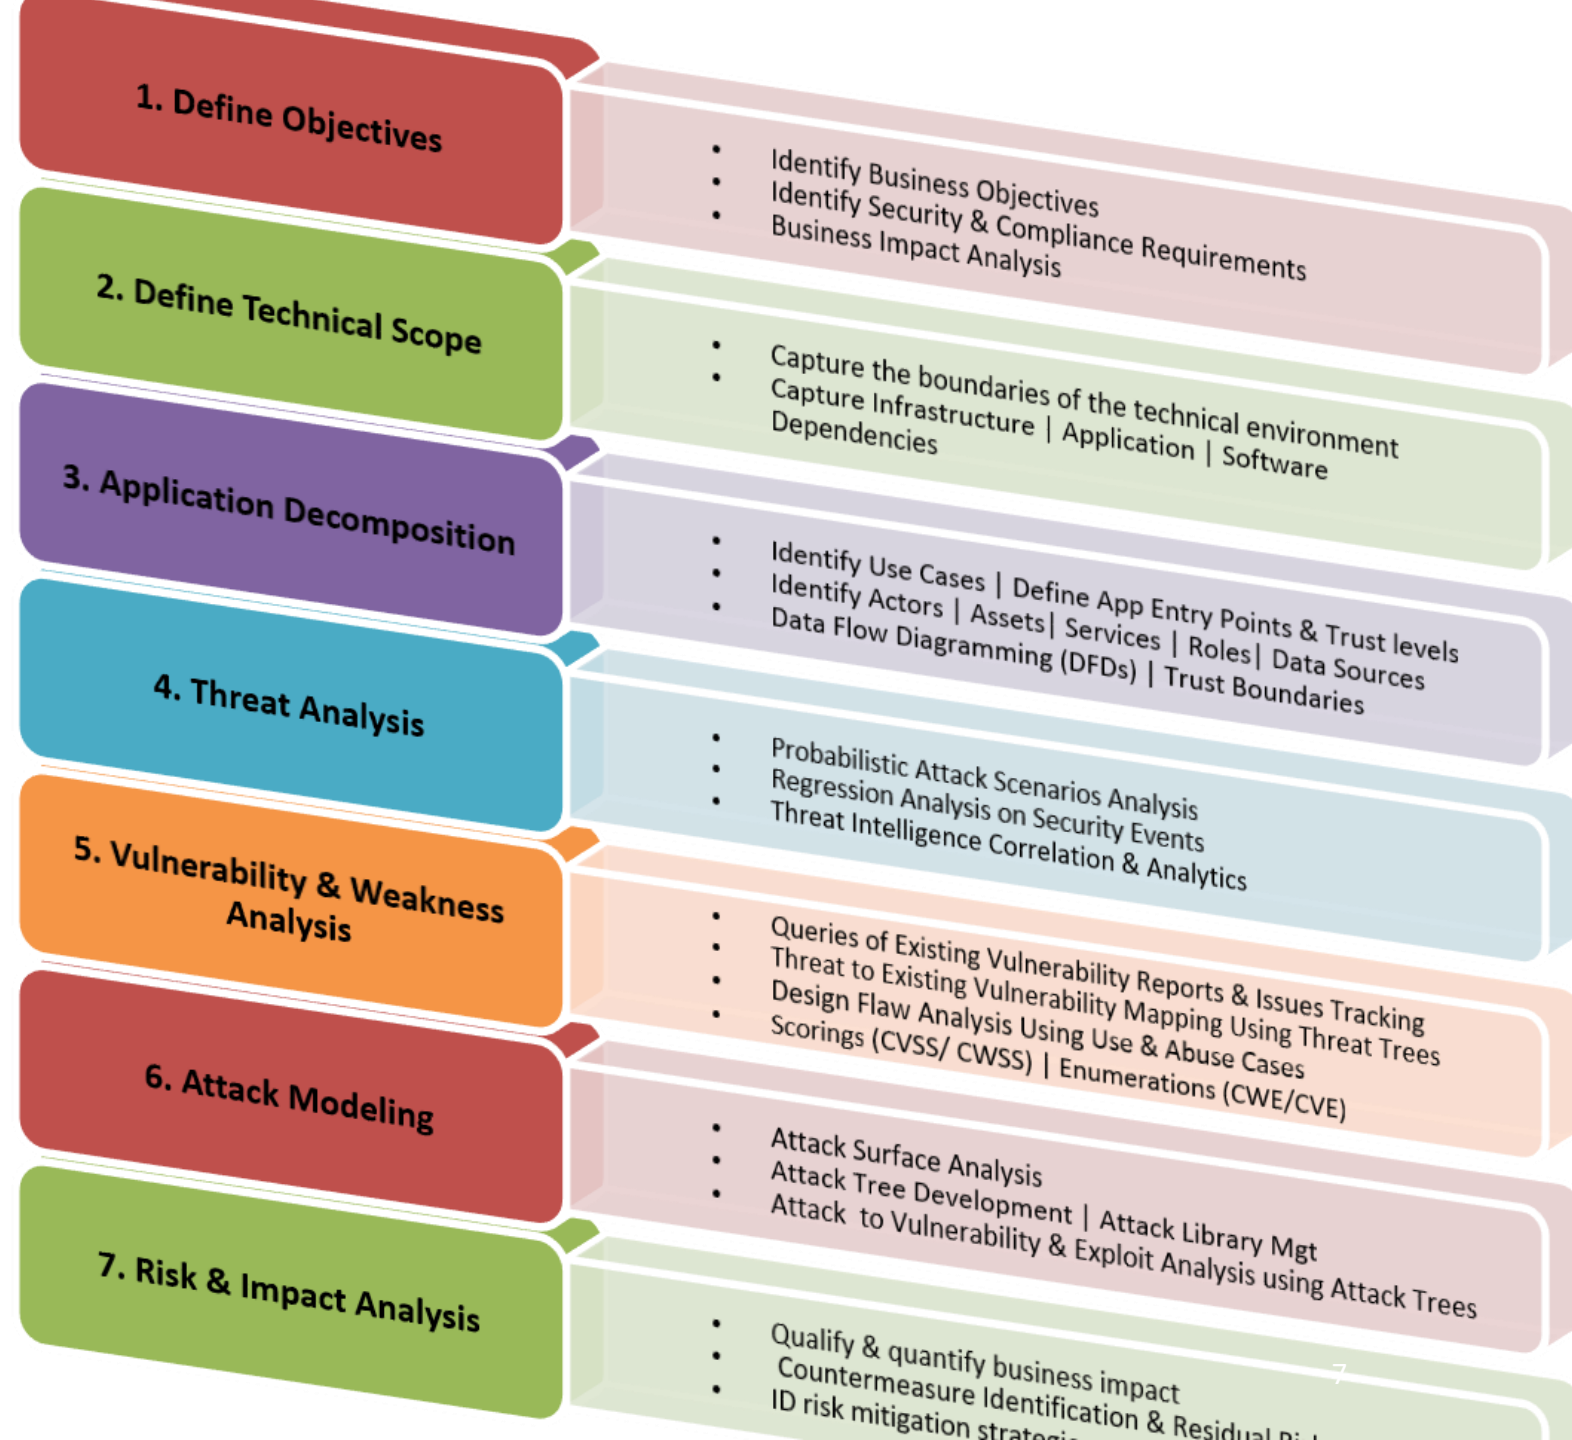 1. Define Objectives
• Identify Business Objectives
• Identify Security & Compliance Requirements
• Business Impact Analysis
2. Define Technical Scope
• Capture the boundaries of the technical environment
• Capture Infrastructure | Application | Software
Dependencies
3. Application Decomposition
• Identify Use Cases | Define App Entry Points & Trust levels
• Identify Actors | Assets| Services | Roles| Data Sources
• Data Flow Diagramming (DFDs) | Trust Boundaries
4. Threat Analysis
• Probabilistic Attack Scenarios Analysis
• Regression Analysis on Security Events
• Threat Intelligence Correlation & Analytics
5. Vulnerability & Weakness
Analysis
• Queries of Existing Vulnerability Reports & Issues Tracking
• Threat to Existing Vulnerability Mapping Using Threat Trees
• Design Flaw Analysis Using Use & Abuse Cases
• Scorings (CVSS/ CWSS) | Enumerations (CWE/CVE)
6. Attack Modeling
• Attack Surface Analysis
• Attack Tree Development | Attack Library Mgt
• Attack  to Vulnerability & Exploit Analysis using Attack Trees
7. Risk & Impact Analysis
• Qualify & quantify business impact
• Countermeasure Identification & Residual
• ID risk mitigation
7